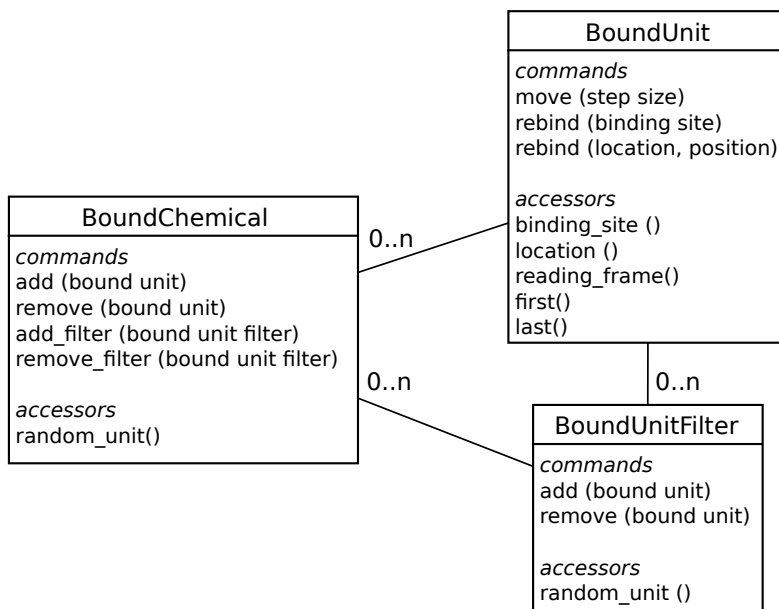 BoundUnit
commands
move (step size)
rebind (binding site)
rebind (location, position)
accessors
binding_site ()
location ()
reading_frame()
first()
last()
BoundChemical
commands
add (bound unit)
remove (bound unit)
add_filter (bound unit filter)
remove_filter (bound unit filter)
accessors
random_unit()
0..n
0..n
0..n
BoundUnitFilter
commands
add (bound unit)
remove (bound unit)
accessors
random_unit ()